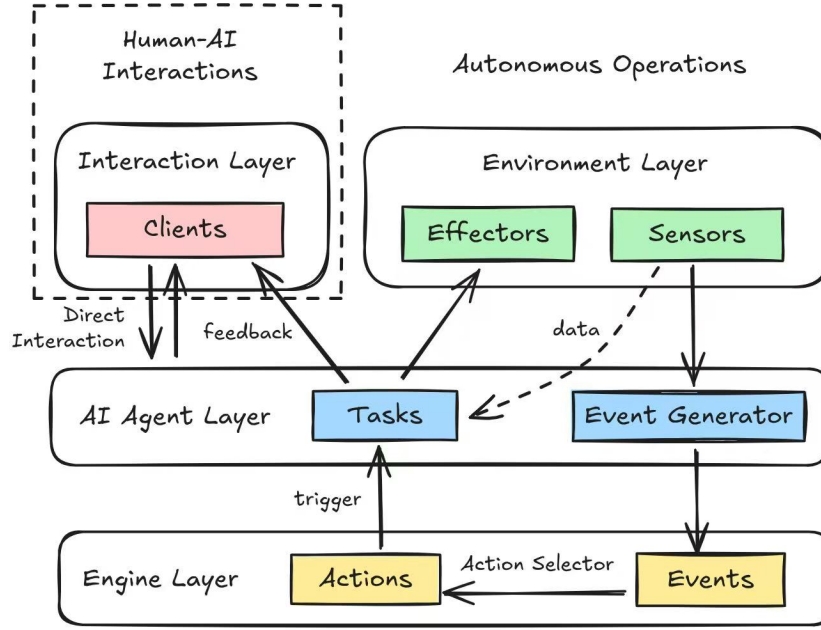 Human-AI
Interactions
Autonomous Operations
Interaction Layer
Environment Layer
Clients
Effectors
Sensors
Direct
Interaction
feedback
data
AI Agent Layer
Tasks
Event Generator
trigger
Engine Layer
Actions
Action Selector
Events